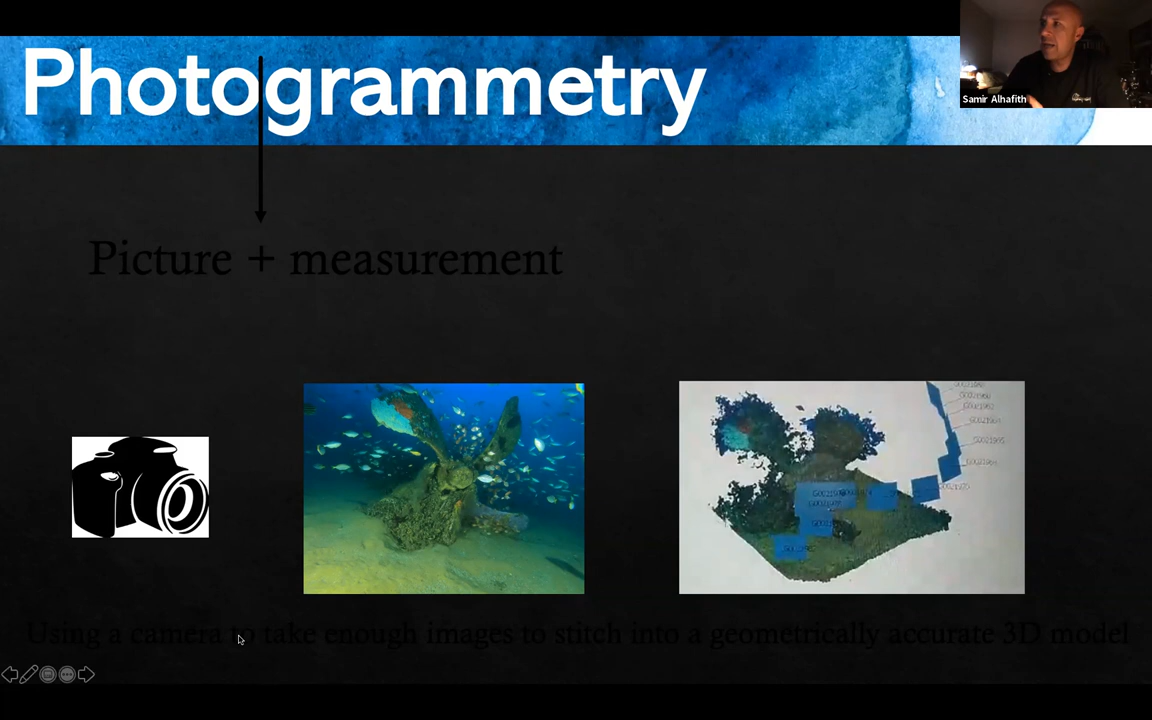 Photogrammetry
Samir Alhafith
Picture + measurement
Using a camera to take enough images to stitch into a geometrically accurate 3D model